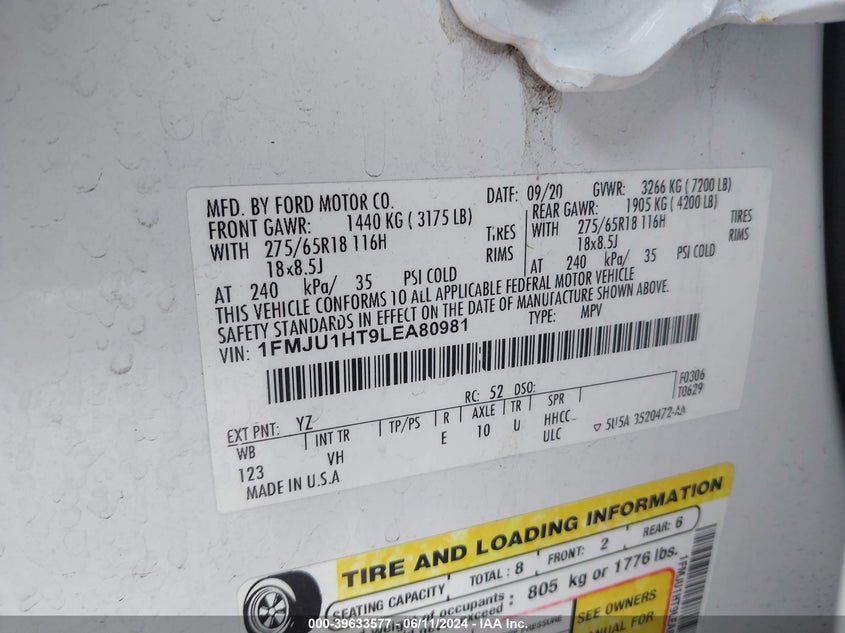 MFD. BY FORD MOTOR CO.
DATE: 09/20 GVWR: 3266 KG ( 7200 LB)
FRONT GAWR: 1440 KG ( 3175 LB)
REAR GAWR: 1905 KG ( 4200 LB)
WITH 275/65R18 116H TIRES
WITH 275/65R18 116H TIRES
18x8.5J RIMS
18x8.5J RIMS
AT 240 kPa/ 35 PSI COLD
AT 240 kPa/ 35 PSI COLD
THIS VEHICLE CONFORMS TO ALL APPLICABLE FEDERAL MOTOR VEHICLE
SAFETY STANDARDS IN EFFECT ON THE DATE OF MANUFACTURE SHOWN ABOVE.
VIN: 1FMJU1HT9LEA80981
TYPE: MPV
F0306
T0629
EXT PNT: YZ RC: 52 DSO:
WB INT TR TP/PS R AXLE TR SPR
123 VH E 10 U HHCC
ULC
5U5A 3520472-AA
MADE IN U.S.A
TIRE AND LOADING INFORMATION
SEATING CAPACITY TOTAL: 8 FRONT: 2 REAR: 6
of occupants
exceed : 805 kg or 1776 lbs.
PRESSURE
SEE OWNERS
MANUAL FOR
000-39633577 - 06/11/2024 - IAA Inc.